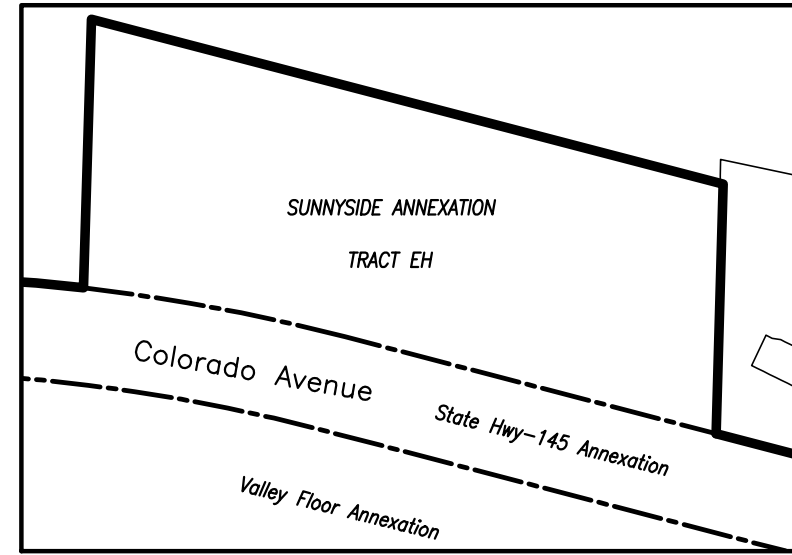 SUNNYSIDE ANNEXATION
TRACT EH
Colorado Avenue
State Hwy-145 Annexation
Valley Floor Annexation